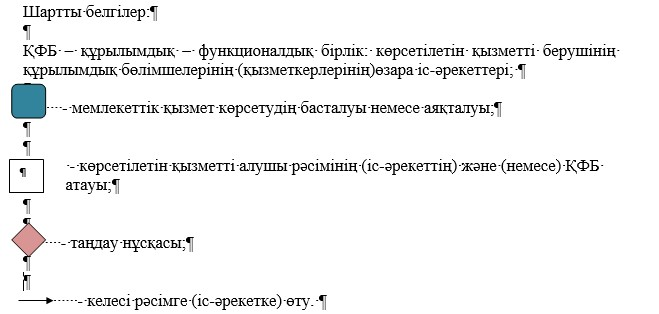 Шартты белгілер:
ҚФБ – құрылымдық – функционалдық бірлік: көрсетілетін қызметті берушінің
құрылымдық бөлімшелерінің (қызметкерлерінің)өзара іс-әрекеттері;
- мемлекеттік қызмет көрсетудің басталуы немесе аяқталуы;
- көрсетілетін қызметті алушы рәсімінің (іс-әрекеттің) және (немесе) ҚФБ
атауы;
- таңдау нұсқасы;
- келесі рәсімге (іс-әрекетке) өту.